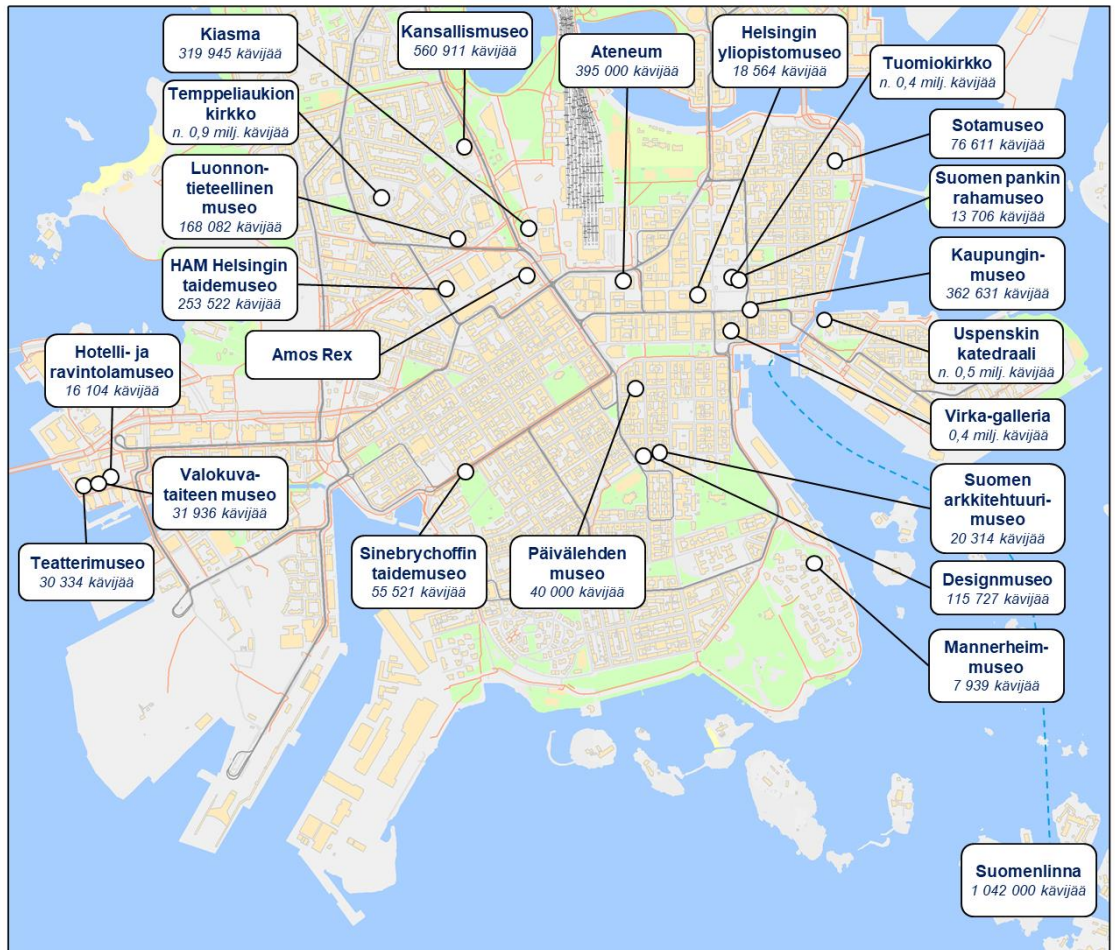 Kiasma
319 945 kävijää
Kansallismuseo
560 911 kävijää
Ateneum
395 000 kävijää
Helsingin
yliopistomuseo
18 564 kävijää
Tuomiokirkko
n. 0,4 milj. kävijää
Temppeliaukion
kirkko
n. 0,9 milj. kävijää
Sotamuseo
76 611 kävijää
Luonnon-
tieteellinen
museo
168 082 kävijää
Suomen pankin
rahamuseo
13 706 kävijää
HAM Helsingin
taidemuseo
253 522 kävijää
Kaupungin-
museo
362 631 kävijää
Amos Rex
Uspenskin
katedraali
n. 0,5 milj. kävijää
Hotelli- ja
ravintolamuseo
16 104 kävijää
Virka-galleria
0,4 milj. kävijää
Valokuva-
taiteen museo
31 936 kävijää
Suomen
arkkitehtuuri-
museo
20 314 kävijää
Teatterimuseo
30 334 kävijää
Sinebrychoffin
taidemuseo
55 521 kävijää
Päivälehden
museo
40 000 kävijää
Designmuseo
115 727 kävijää
Mannerheim-
museo
7 939 kävijää
Suomenlinna
1 042 000 kävijää